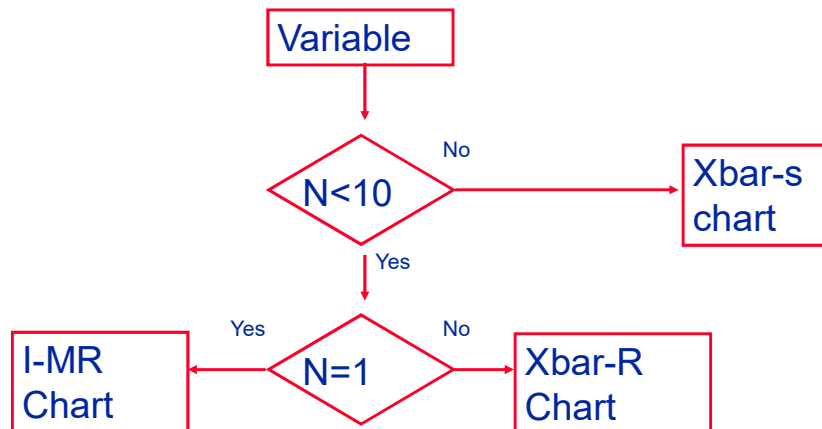 Variable
No
N<10
Xbar-s
chart
Yes
Yes
No
I-MR
Chart
N=1
Xbar-R
Chart